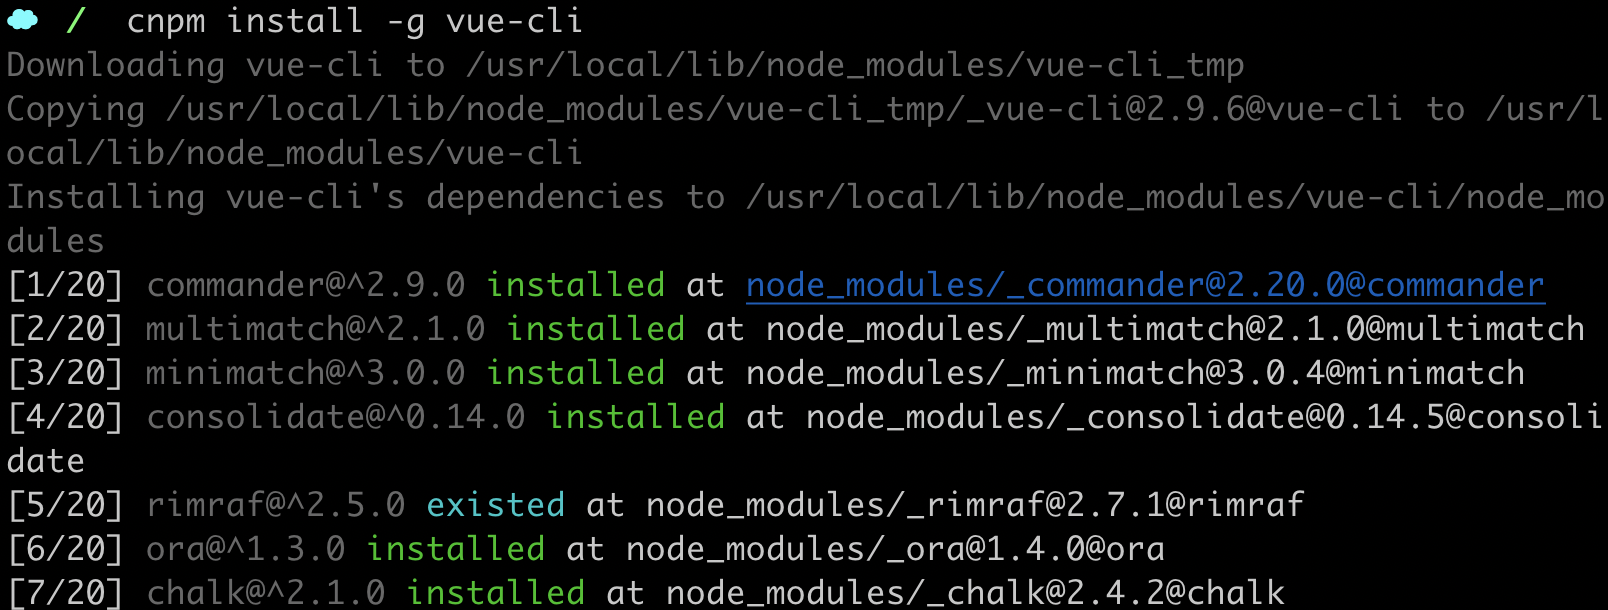 / cnpm install -g vue-cli
Downloading vue-cli to /usr/local/lib/node_modules/vue-cli_tmp
Copying /usr/local/lib/node_modules/vue-cli_tmp/_vue-cli@2.9.6@vue-cli to /usr/l
ocal/lib/node_modules/vue-cli
Installing vue-cli's dependencies to /usr/local/lib/node_modules/vue-cli/node_mo
dules
[1/20] commander@^2.9.0 installed at node_modules/_commander@2.20.0@commander
[2/20] multimatch@^2.1.0 installed at node_modules/_multimatch@2.1.0@multimatch
[3/20] minimatch@^3.0.0 installed at node_modules/_minimatch@3.0.4@minimatch
[4/20] consolidate@^0.14.0 installed at node_modules/_consolidate@0.14.5@consoli
date
[5/20] rimraf@^2.5.0 existed at node_modules/_rimraf@2.7.1@rimraf
[6/20] ora@^1.3.0 installed at node_modules/_ora@1.4.0@ora
[7/20] chalk@^2.1.0 installed at node_modules/_chalk@2.4.2@chalk